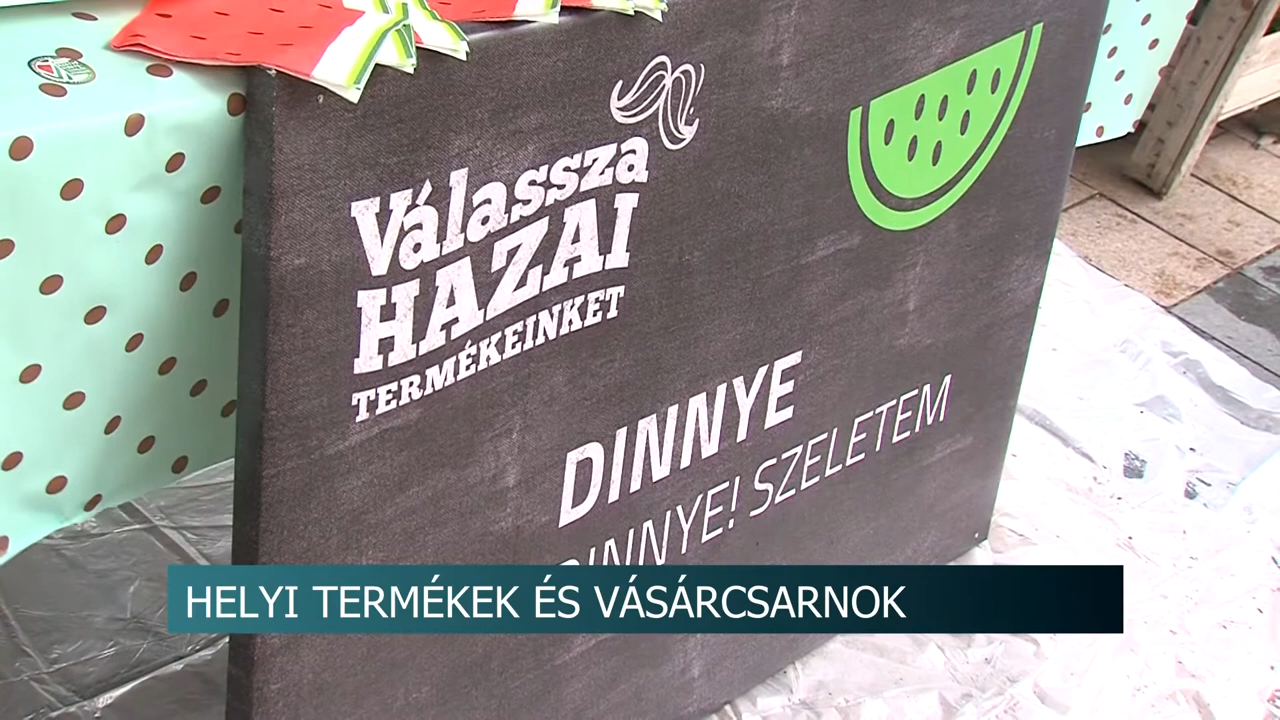 Válassza
HAZAI
TERMÉKEINKET
DINNYE
DINNYE! SZELETEM
HELYI TERMÉKEK ÉS VÁSÁRCSARNOK